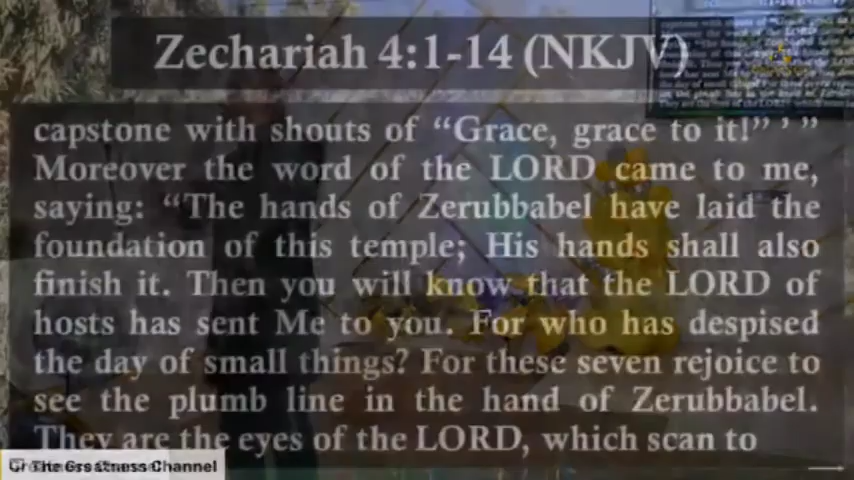 Zechariah 4:1-14 (NKJV)
capstone with shouts of “Grace, grace to it!” ’ ”
Moreover the word of the LORD came to me,
saying: “The hands of Zerubbabel have laid the
foundation of this temple; His hands shall also
finish it. Then you will know that the LORD of
hosts has sent Me to you. For who has despised
the day of small things? For these seven rejoice to
see the plumb line in the hand of Zerubbabel.
They are the eyes of the LORD, which scan to
The Greatness Channel